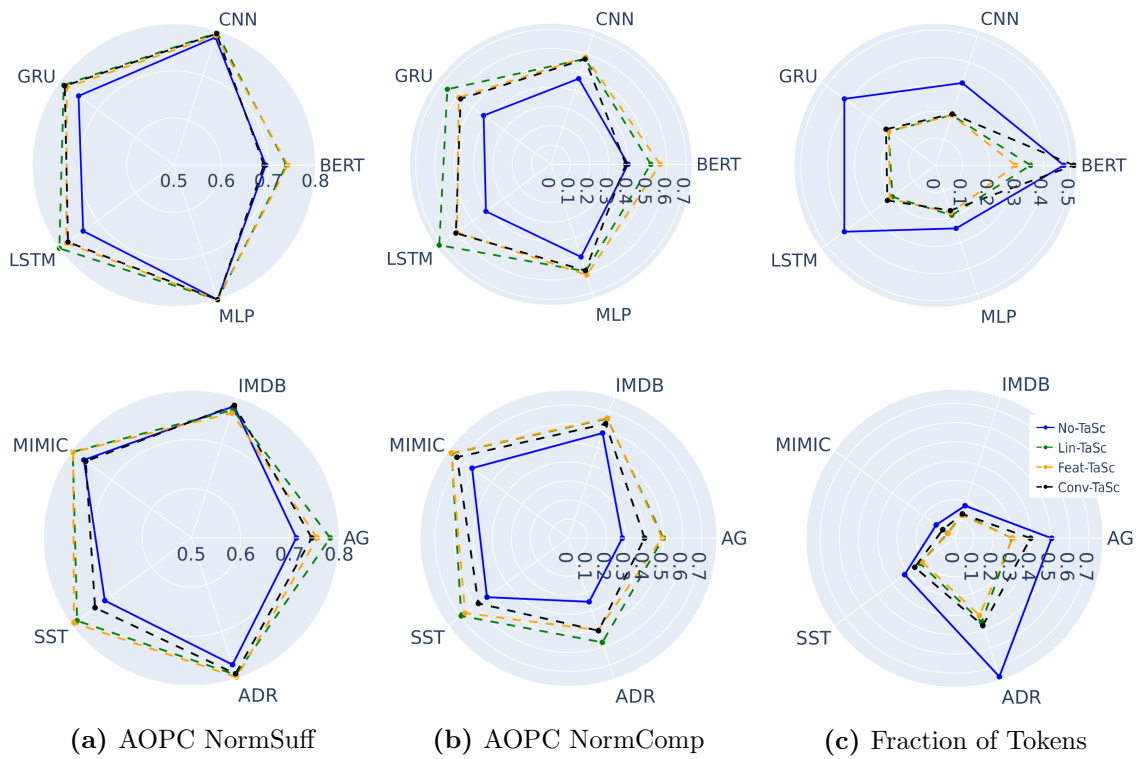 CNN
GRU
BERT
LSTM
MLP
0.5
0.6
0.7
0.8
CNN
GRU
BERT
LSTM
MLP
0
0.1
0.2
0.3
0.4
0.5
0.6
0.7
CNN
GRU
BERT
LSTM
MLP
0
0.1
0.2
0.3
0.4
0.5
IMDB
MIMIC
AG
SST
ADR
0.5
0.6
0.7
0.8
IMDB
MIMIC
AG
SST
ADR
0
0.1
0.2
0.3
0.4
0.5
0.6
0.7
IMDB
MIMIC
AG
SST
ADR
0
0.1
0.2
0.3
0.4
0.5
0.6
0.7
No-TaSc
Lin-TaSc
Feat-TaSc
Conv-TaSc
(a) AOPC NormSuff
(b) AOPC NormComp
(c) Fraction of Tokens